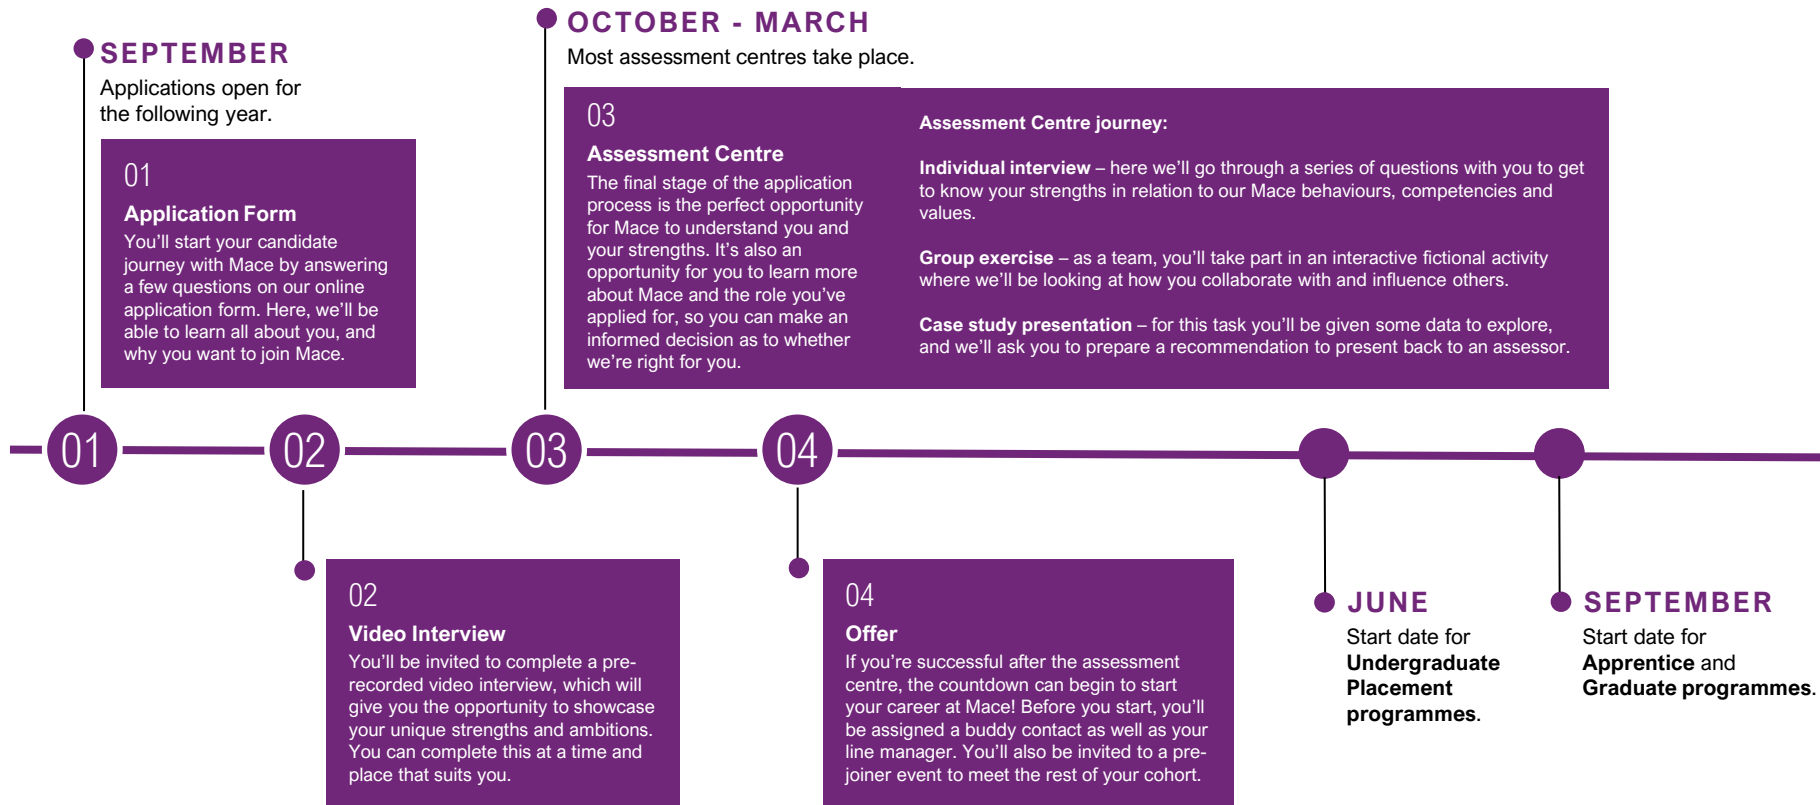 SEPTEMBER
Applications open for
the following year.
01
Application Form
You'll start your candidate
journey with Mace by answering
a few questions on our online
application form. Here, we'll be
able to learn all about you, and
why you want to join Mace.
OCTOBER - MARCH
Most assessment centres take place.
03
Assessment Centre
The final stage of the application
process is the perfect opportunity
for Mace to understand you and
your strengths. It's also an
opportunity for you to learn more
about Mace and the role you've
applied for, so you can make an
informed decision as to whether
we're right for you.
Assessment Centre journey:
Individual interview – here we'll go through a series of questions with you to get
to know your strengths in relation to our Mace behaviours, competencies and
values.
Group exercise – as a team, you'll take part in an interactive fictional activity
where we'll be looking at how you collaborate with and influence others.
Case study presentation – for this task you'll be given some data to explore,
and we'll ask you to prepare a recommendation to present back to an assessor.
01
02
03
04
02
Video Interview
You'll be invited to complete a pre-
recorded video interview, which will
give you the opportunity to showcase
your unique strengths and ambitions.
You can complete this at a time and
place that suits you.
04
Offer
If you're successful after the assessment
centre, the countdown can begin to start
your career at Mace! Before you start, you'll
be assigned a buddy contact as well as your
line manager. You'll also be invited to a pre-
joiner event to meet the rest of your cohort.
JUNE
Start date for
Undergraduate
Placement
programmes.
SEPTEMBER
Start date for
Apprentice and
Graduate programmes.